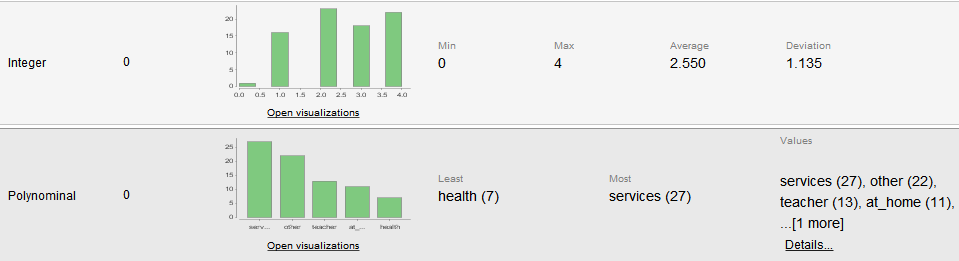 Integer
0
20
15
10
5
0
0.0 0.5 1.0 1.5 2.0 2.5 3.0 3.5 4.0
Open visualizations
Min
0
Max
4
Average
2.550
Deviation
1.135
Polynominal
0
25
20
15
10
5
0
serv... other teacher at_... health
Open visualizations
Least
health (7)
Most
services (27)
Values
services (27), other (22),
teacher (13), at_home (11),
...[1 more]
Details...